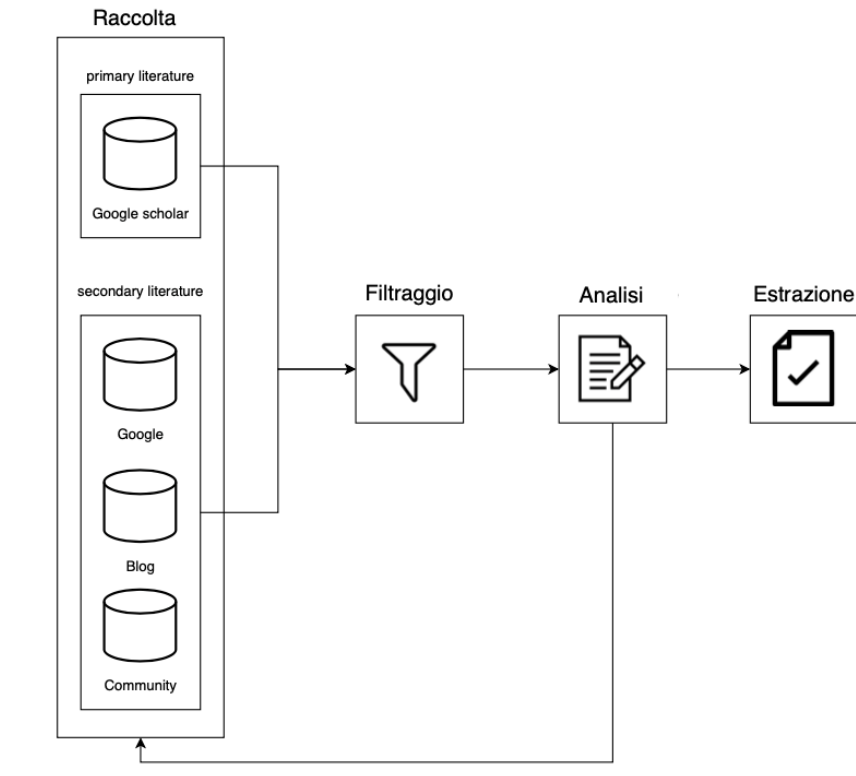 Raccolta
primary literature
Google scholar
secondary literature
Google
Blog
Community
Filtraggio
Analisi
Estrazione